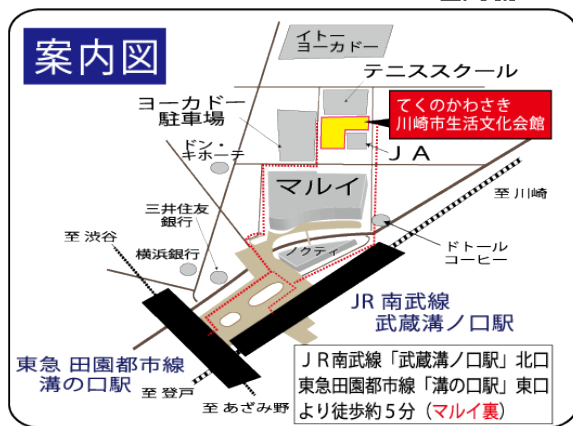 案内図
イトー
ヨーカドー
テニススクール
てくのかわさき
川崎市生活文化会館
ヨーカドー
駐車場
ドン・
キホーテ
ＪＡ
マルイ
至 川崎
三井住友
銀行
至 渋谷
横浜銀行
ノクティ
ドトール
コーヒー
JR 南武線
武蔵溝ノ口駅
東急 田園都市線
溝の口駅
至 登戸
至 あざみ野
ＪＲ南武線「武蔵溝ノ口駅」北口
東急田園都市線「溝の口駅」東口
より徒歩約５分（マルイ裏）